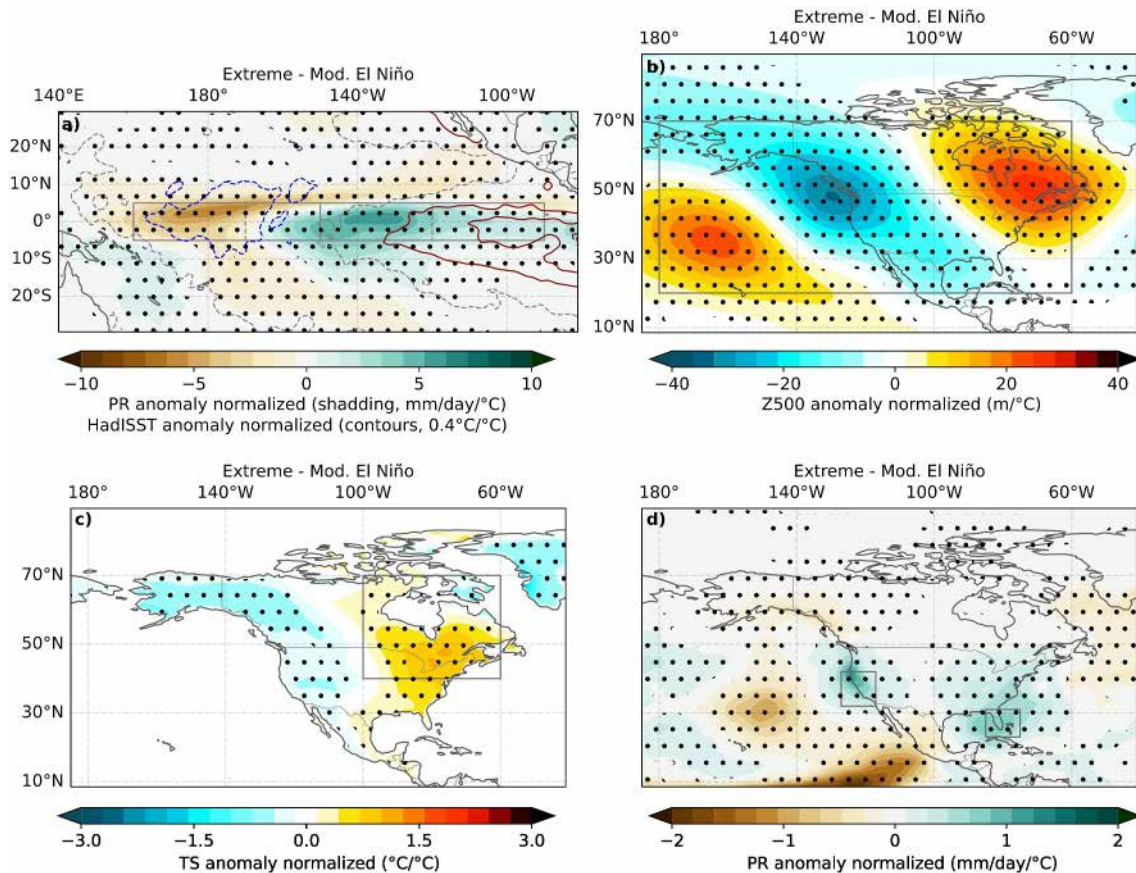 Extreme - Mod. El Niño
140°E 180° 140°W 100°W
a)
20°N
10°N
0°
10°S
20°S
−10 −5 0 5 10
PR anomaly normalized (shading, mm/day/°C)
HadISST anomaly normalized (contours, 0.4°C/°C)
Extreme - Mod. El Niño
180° 140°W 100°W 60°W
b)
70°N
50°N
30°N
10°N
−40 −20 0 20 40
Z500 anomaly normalized (m/°C)
Extreme - Mod. El Niño
180° 140°W 100°W 60°W
c)
70°N
50°N
30°N
10°N
−3.0 −1.5 0.0 1.5 3.0
TS anomaly normalized (°C/°C)
Extreme - Mod. El Niño
180° 140°W 100°W 60°W
d)
70°N
50°N
30°N
10°N
−2 −1 0 1 2
PR anomaly normalized (mm/day/°C)